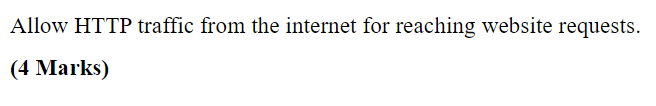 Allow HTTP traffic from the internet for reaching website requests.
(4 Marks)